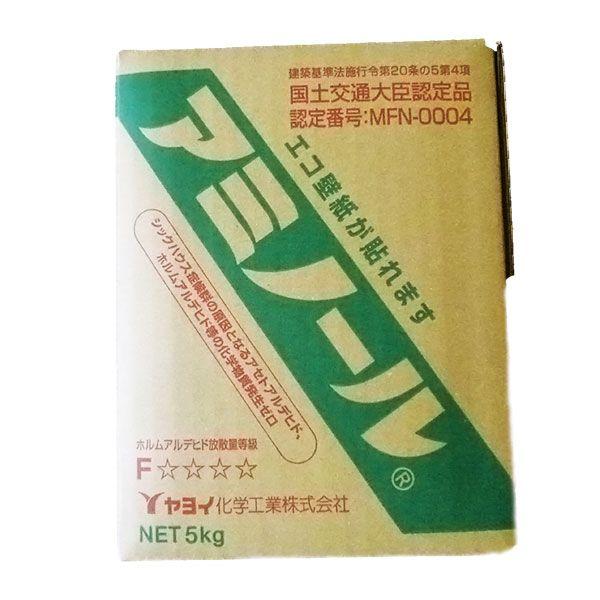 建築基準法施行令第20条の5第4項
国土交通大臣認定品
認定番号:MFN-0004
アミノール®
エコ壁紙が貼れます
シックハウス症候群の原因となるアセトアルデヒド、
ホルムアルデヒド等の化学物質発生ゼロ
ホルムアルデヒド放散量等級
F☆☆☆☆
ヤヨイ化学工業株式会社
NET 5kg